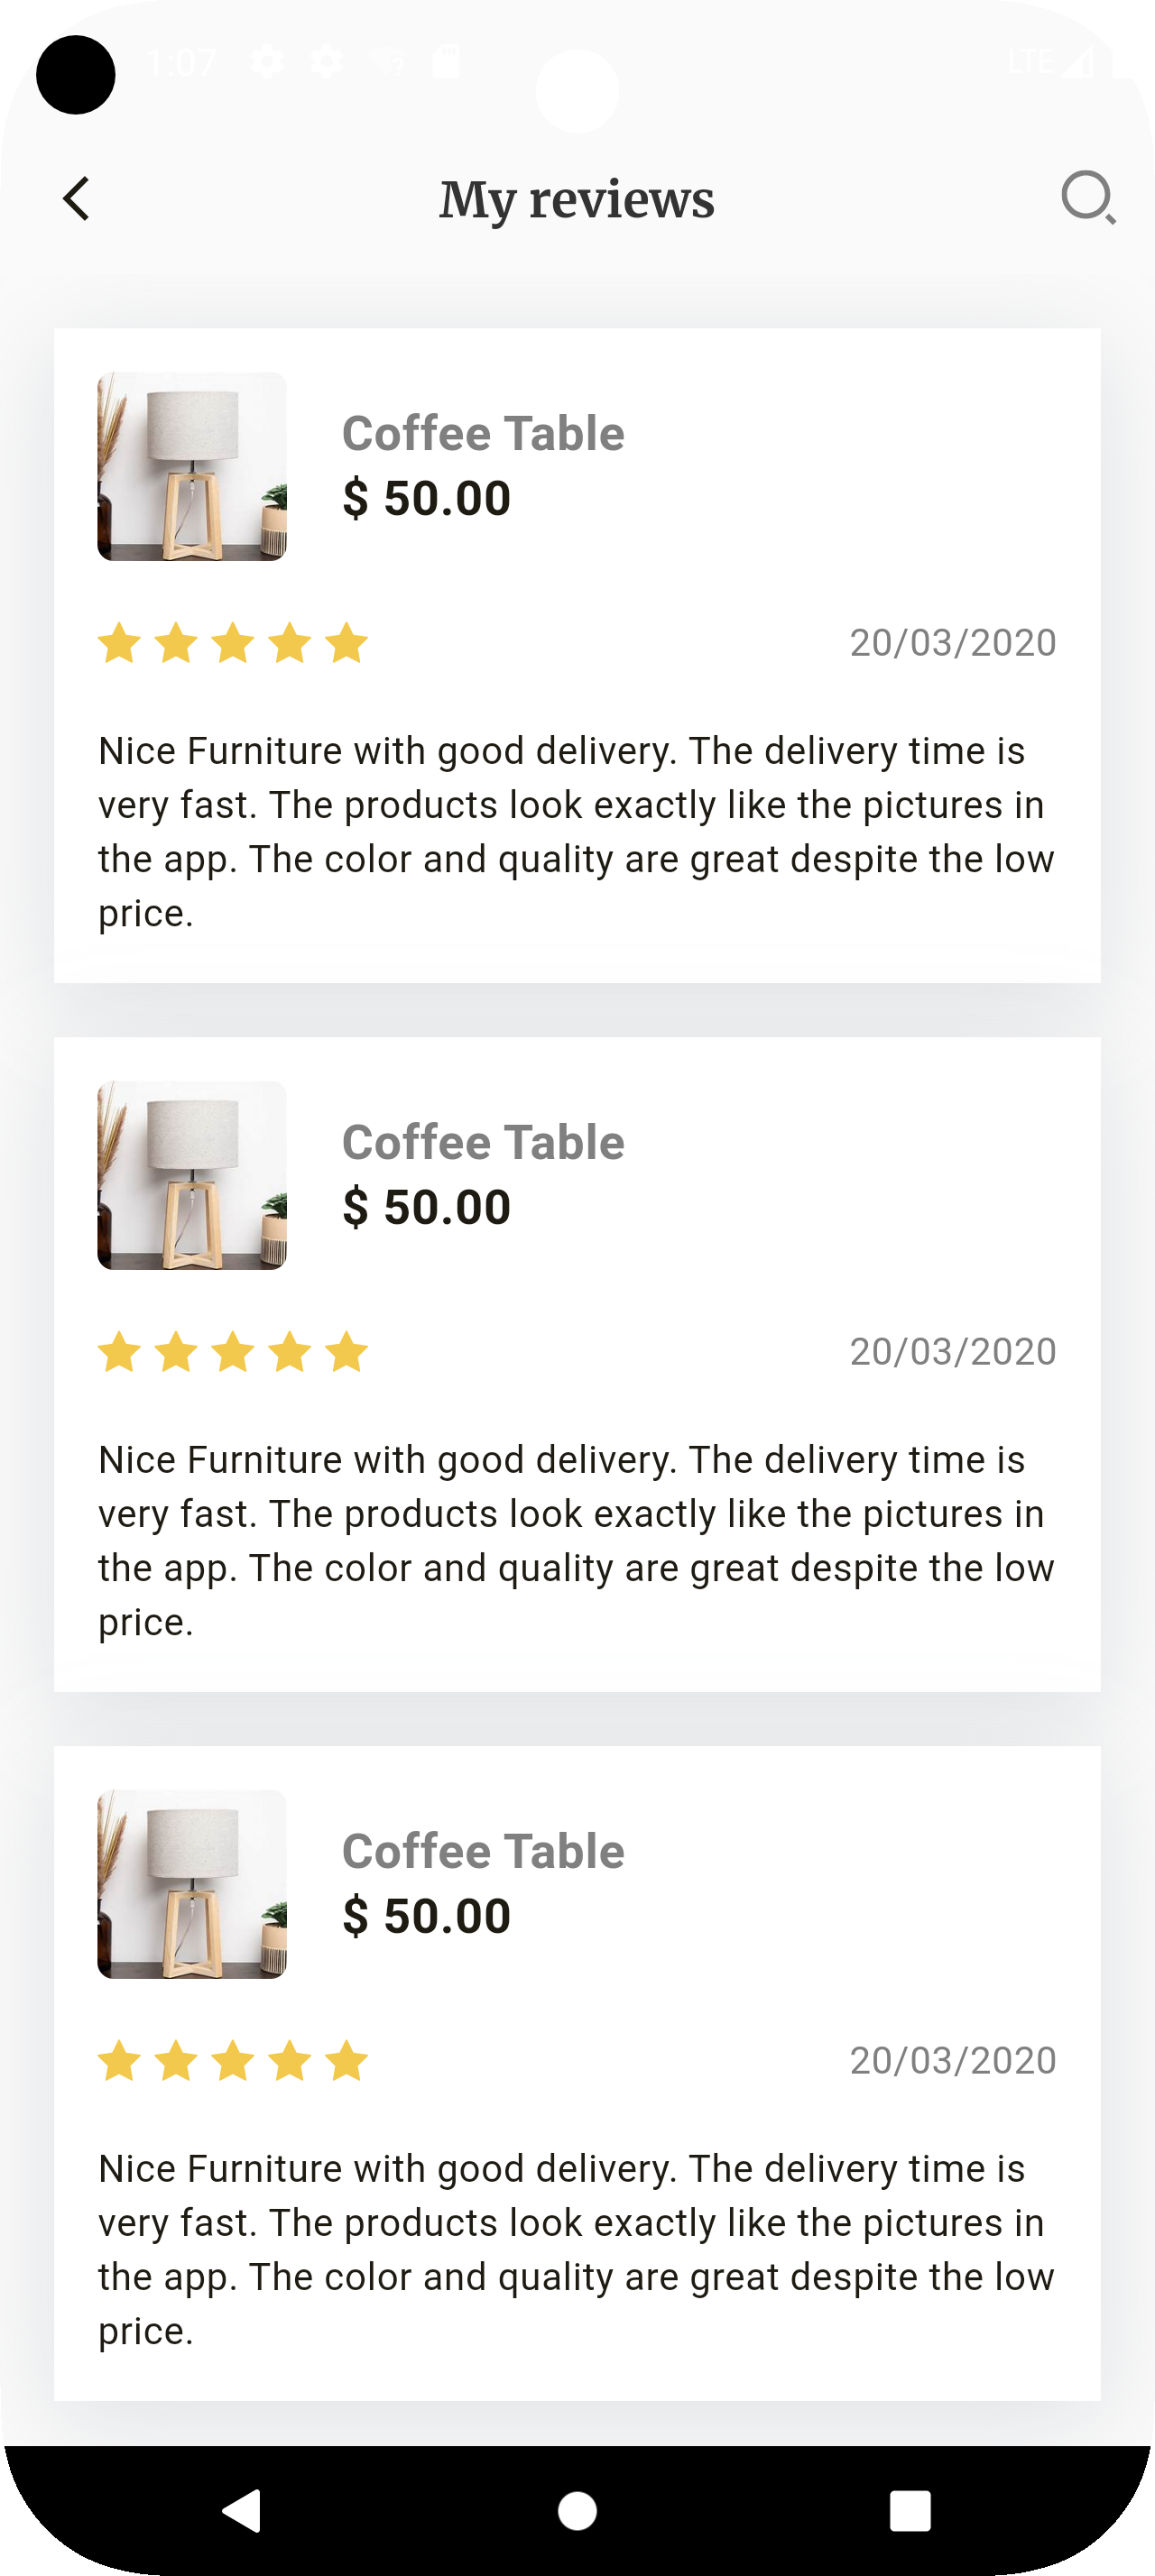 1:07
LTE
My reviews
Coffee Table
$ 50.00
20/03/2020
Nice Furniture with good delivery. The delivery time is
very fast. The products look exactly like the pictures in
the app. The color and quality are great despite the low
price.
Coffee Table
$ 50.00
20/03/2020
Nice Furniture with good delivery. The delivery time is
very fast. The products look exactly like the pictures in
the app. The color and quality are great despite the low
price.
Coffee Table
$ 50.00
20/03/2020
Nice Furniture with good delivery. The delivery time is
very fast. The products look exactly like the pictures in
the app. The color and quality are great despite the low
price.